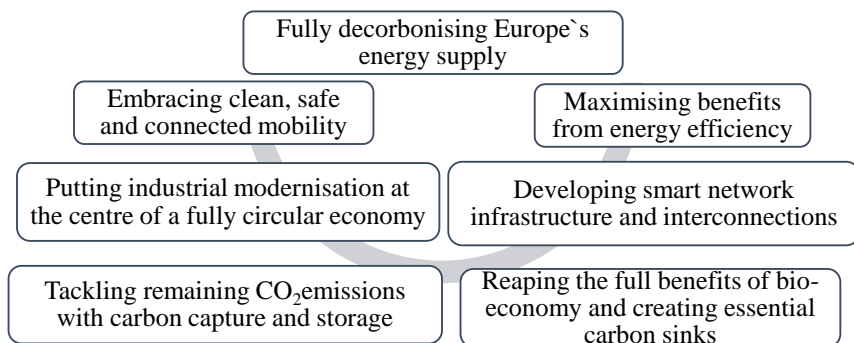 Fully decorbonising Europe`s
energy supply
Embracing clean, safe
and connected mobility
Maximising benefits
from energy efficiency
Putting industrial modernisation at
the centre of a fully circular economy
Developing smart network
infrastructure and interconnections
Tackling remaining CO₂emissions
with carbon capture and storage
Reaping the full benefits of bio-
economy and creating essential
carbon sinks